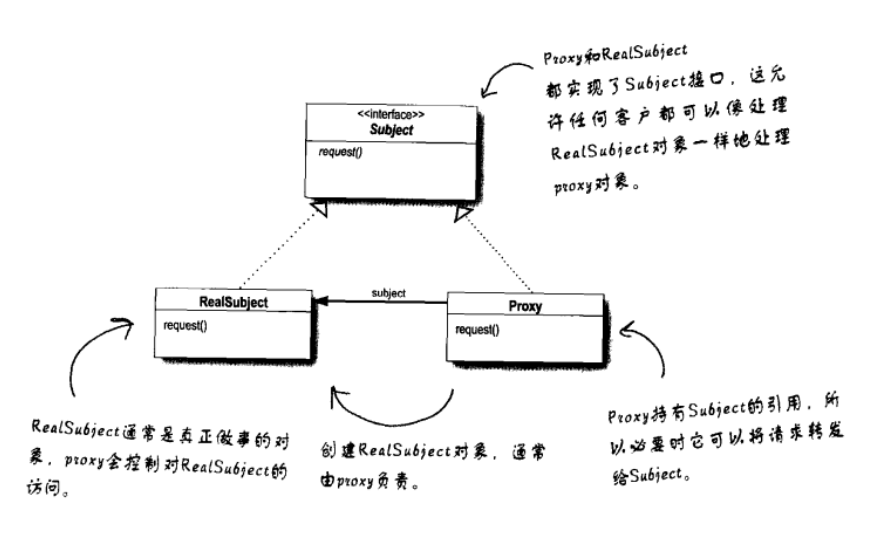 Proxy和RealSubject
都实现了Subject接口，这允
许任何客户都可以像处理
RealSubject对象一样地处理
proxy对象。
<<interface>>
Subject
request()
RealSubject
request()
subject
Proxy
request()
RealSubject通常是真正做事的对
象，proxy会控制对RealSubject的
访问。
创建RealSubject对象，通常
由proxy负责。
Proxy持有Subject的引用，所
以必要时它可以将请求转发
给Subject。